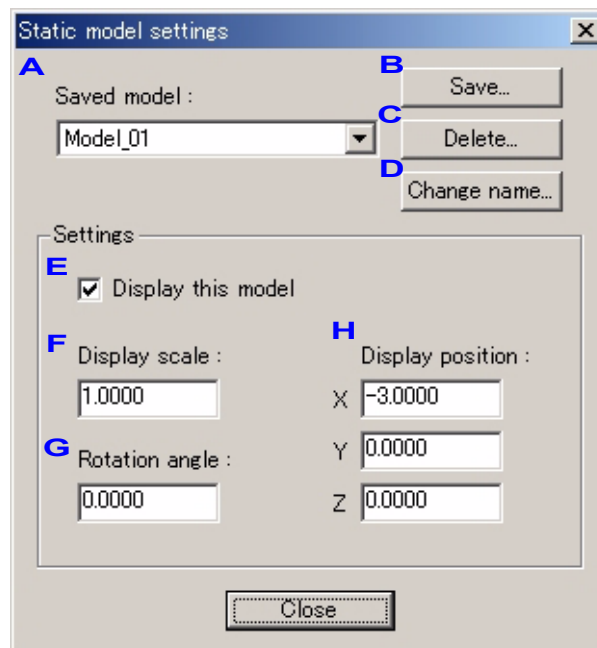 Static model settings
A
Saved model :
Model_01
B
Save...
C
Delete...
D
Change name...
Settings
E
Display this model
F
Display scale :
1.0000
G
Rotation angle :
0.0000
H
Display position :
X -3.0000
Y 0.0000
Z 0.0000
Close